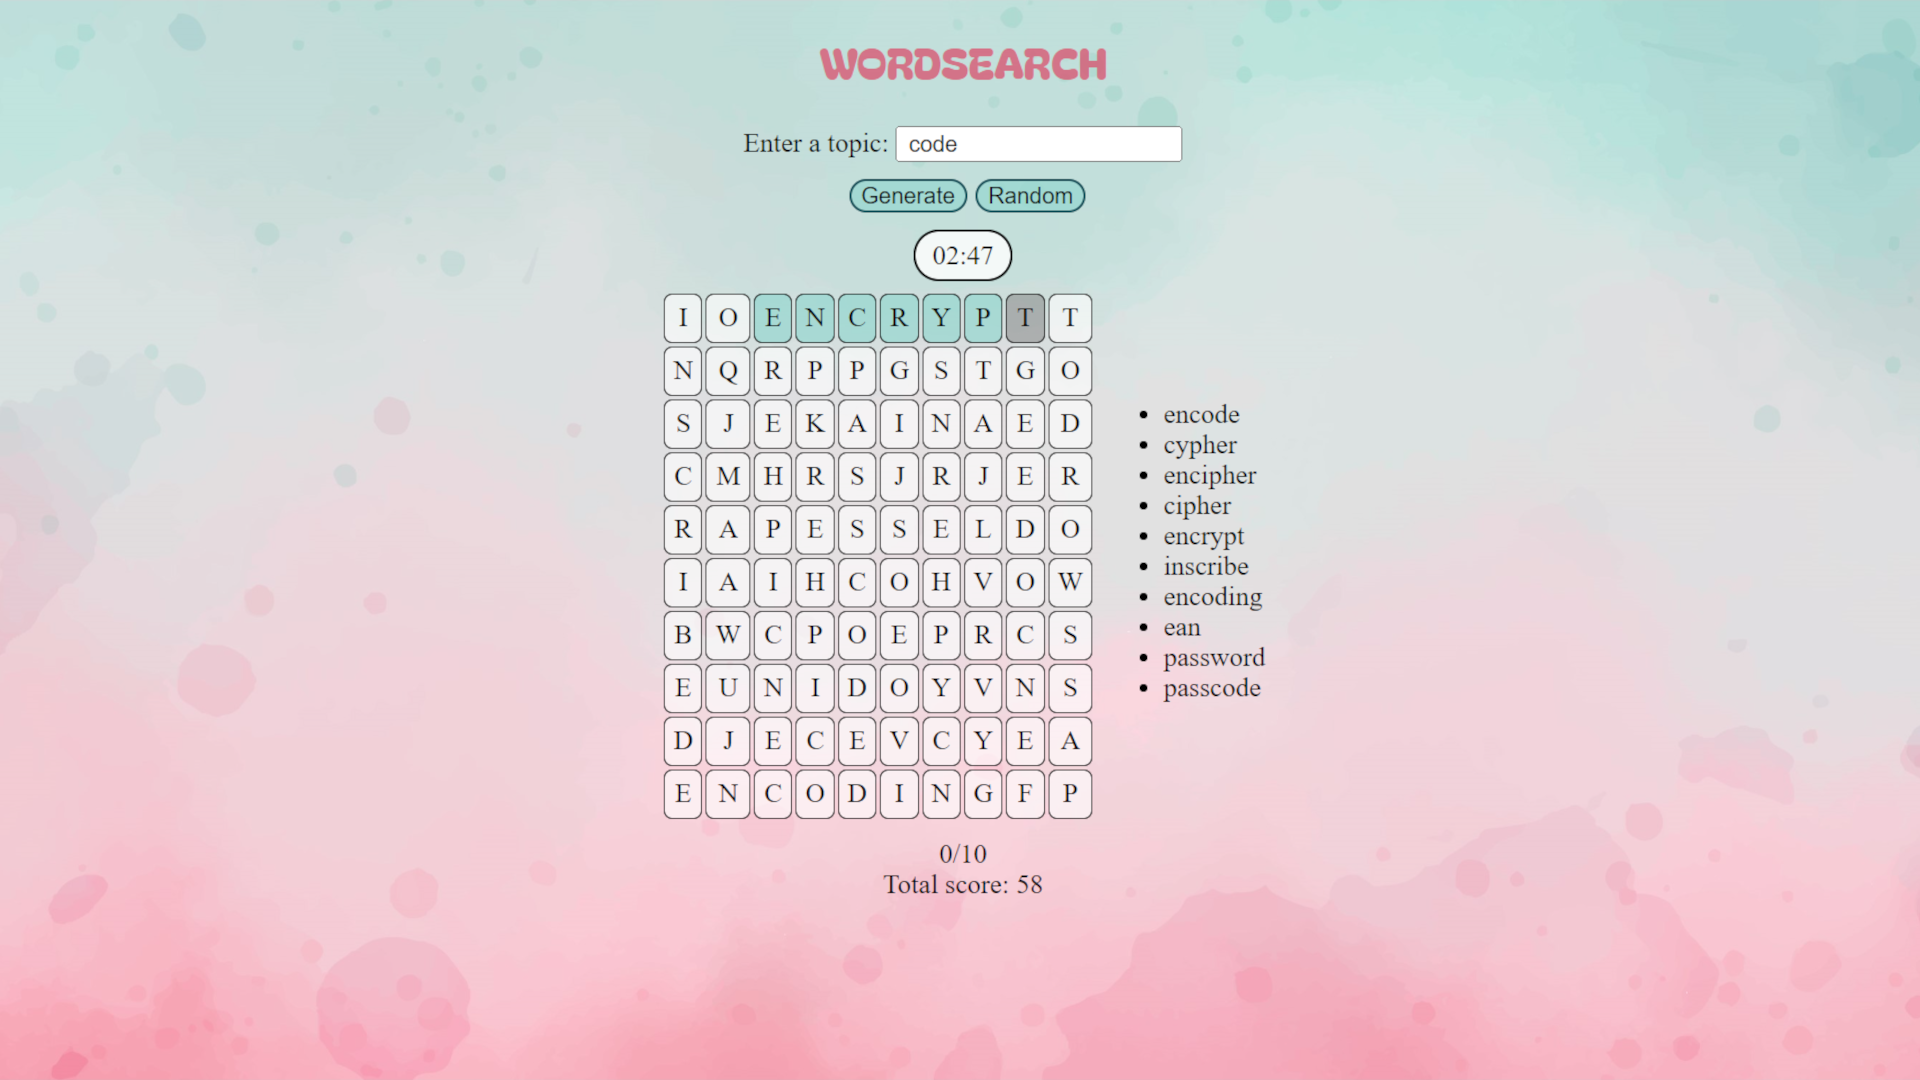 WORDSEARCH
Enter a topic: code
Generate Random
02:47
I O E N C R Y P T T
N Q R P P G S T G O
S J E K A I N A E D
C M H R S J R J E R
R A P E S S E L D O
I A I H C O H V O W
B W C P O E P R C S
E U N I D O Y V N S
D J E C E V C Y E A
E N C O D I N G F P
encode
cypher
encipher
cipher
encrypt
inscribe
encoding
ean
password
passcode
0/10
Total score: 58